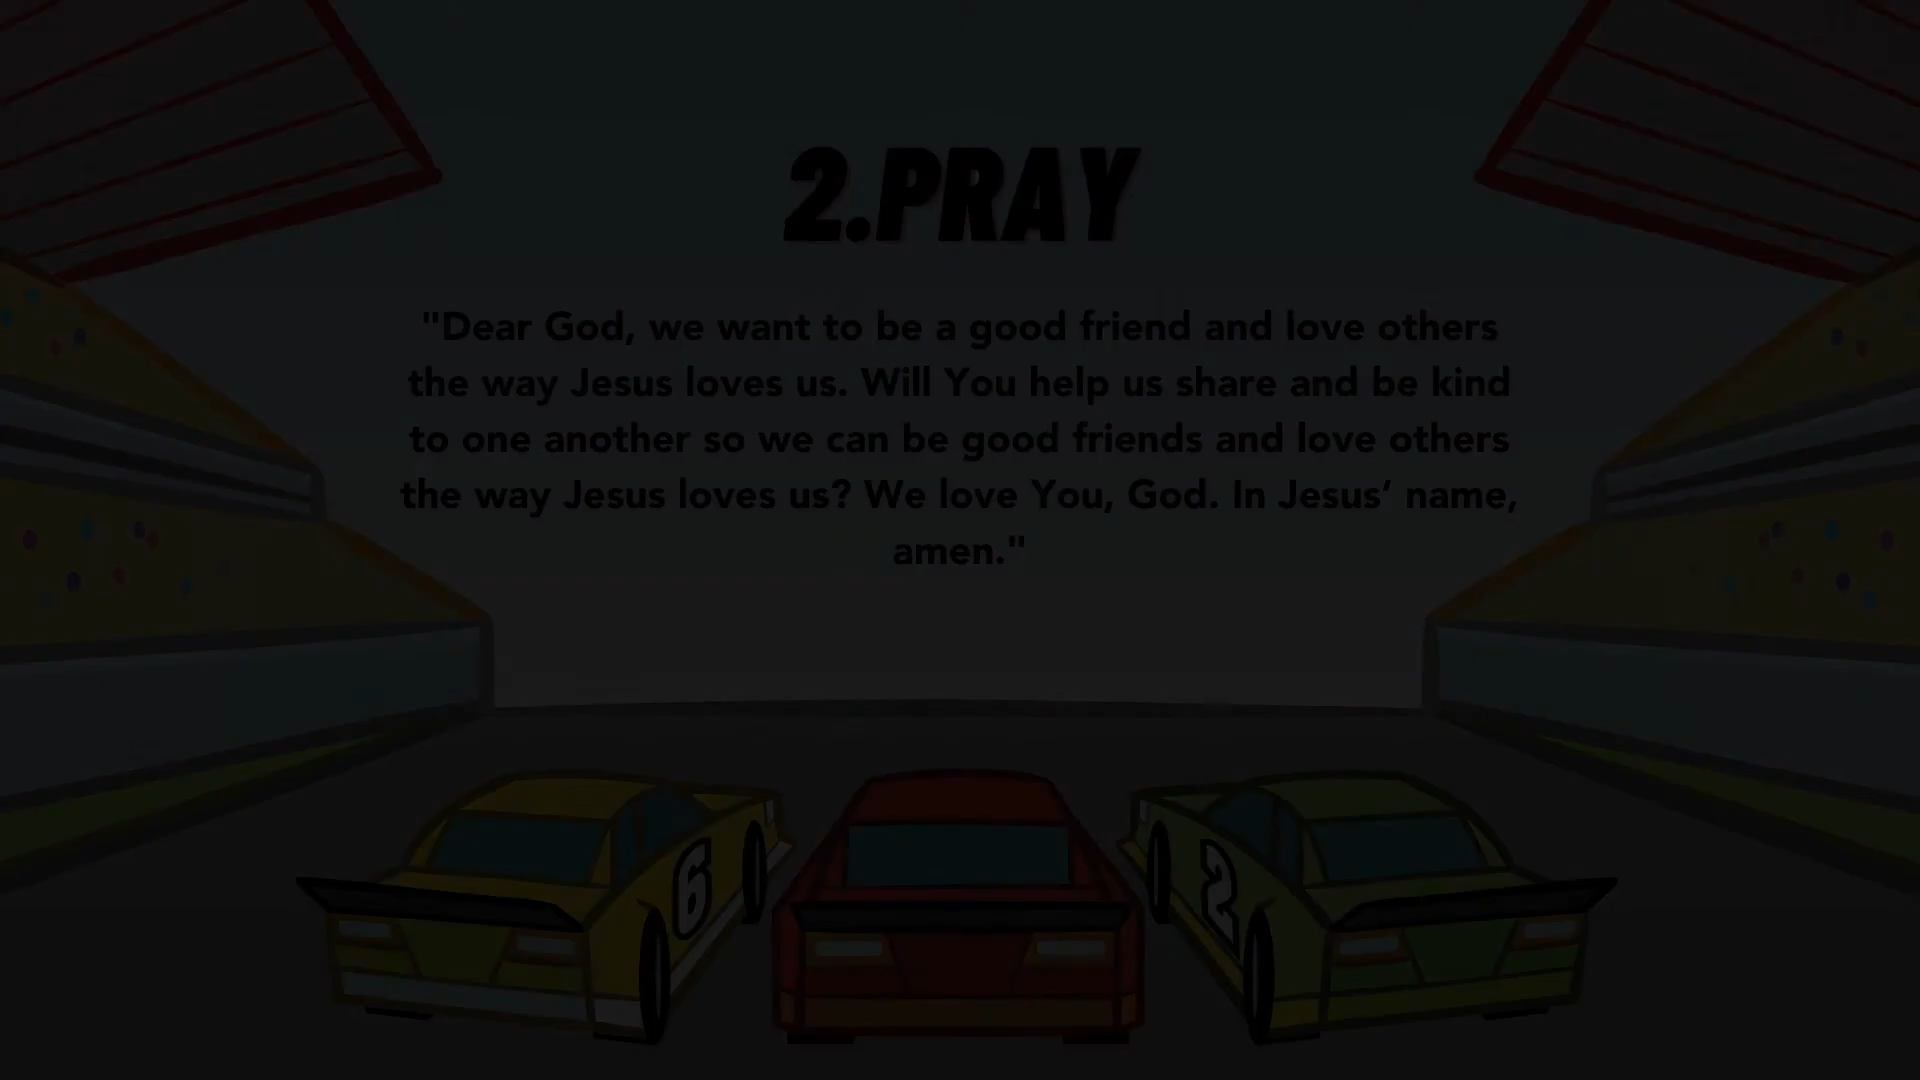 2.PRAY
"Dear God, we want to be a good friend and love others
the way Jesus loves us. Will You help us share and be kind
to one another so we can be good friends and love others
the way Jesus loves us? We love You, God. In Jesus’ name,
amen."
6
2